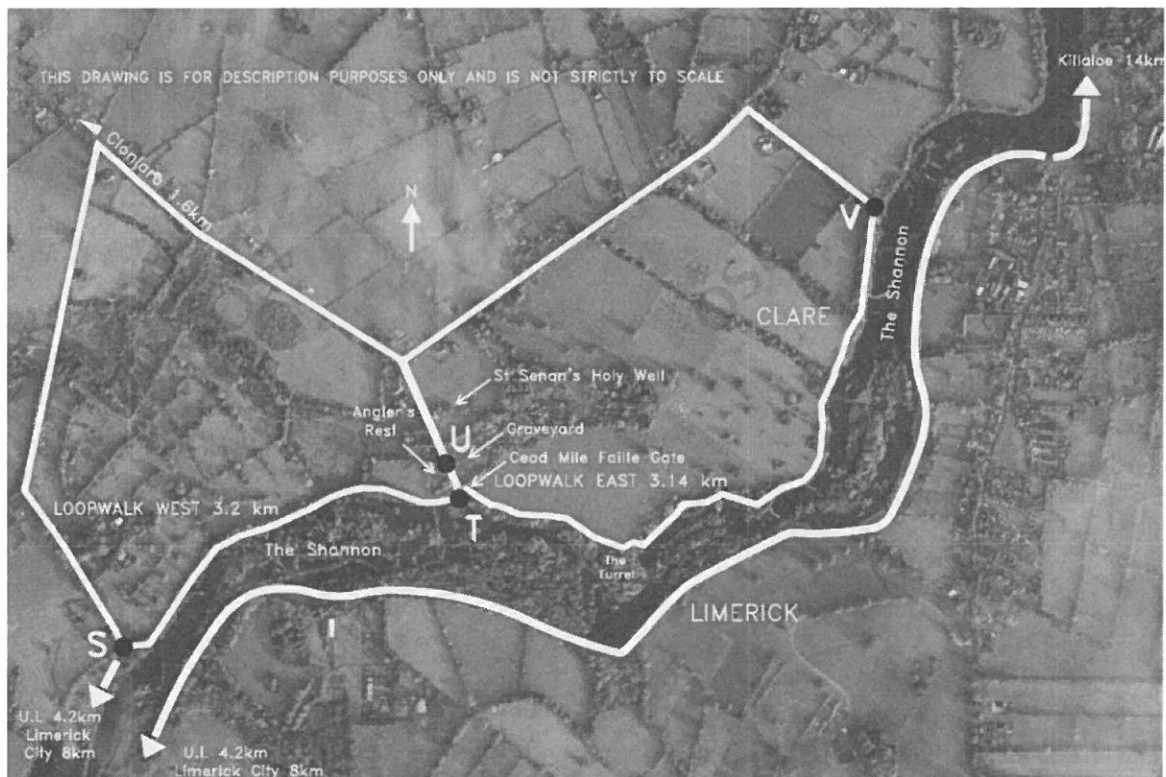 THIS DRAWING IS FOR DESCRIPTION PURPOSES ONLY AND IS NOT STRICTLY TO SCALE
Killaloe 14km
Clonlara 1.6km
N
V
The Shannon
CLARE
St Senan's Holy Well
Angler's
Rest
U
Graveyard
Cead Mile Failte Gate
LOOPWALK EAST 3.14 km
LOOPWALK WEST 3.2 km
T
The Shannon
The
Turret
LIMERICK
S
U.L 4.2km
Limerick
City 8km
U.L 4.2km
Limerick City 8km